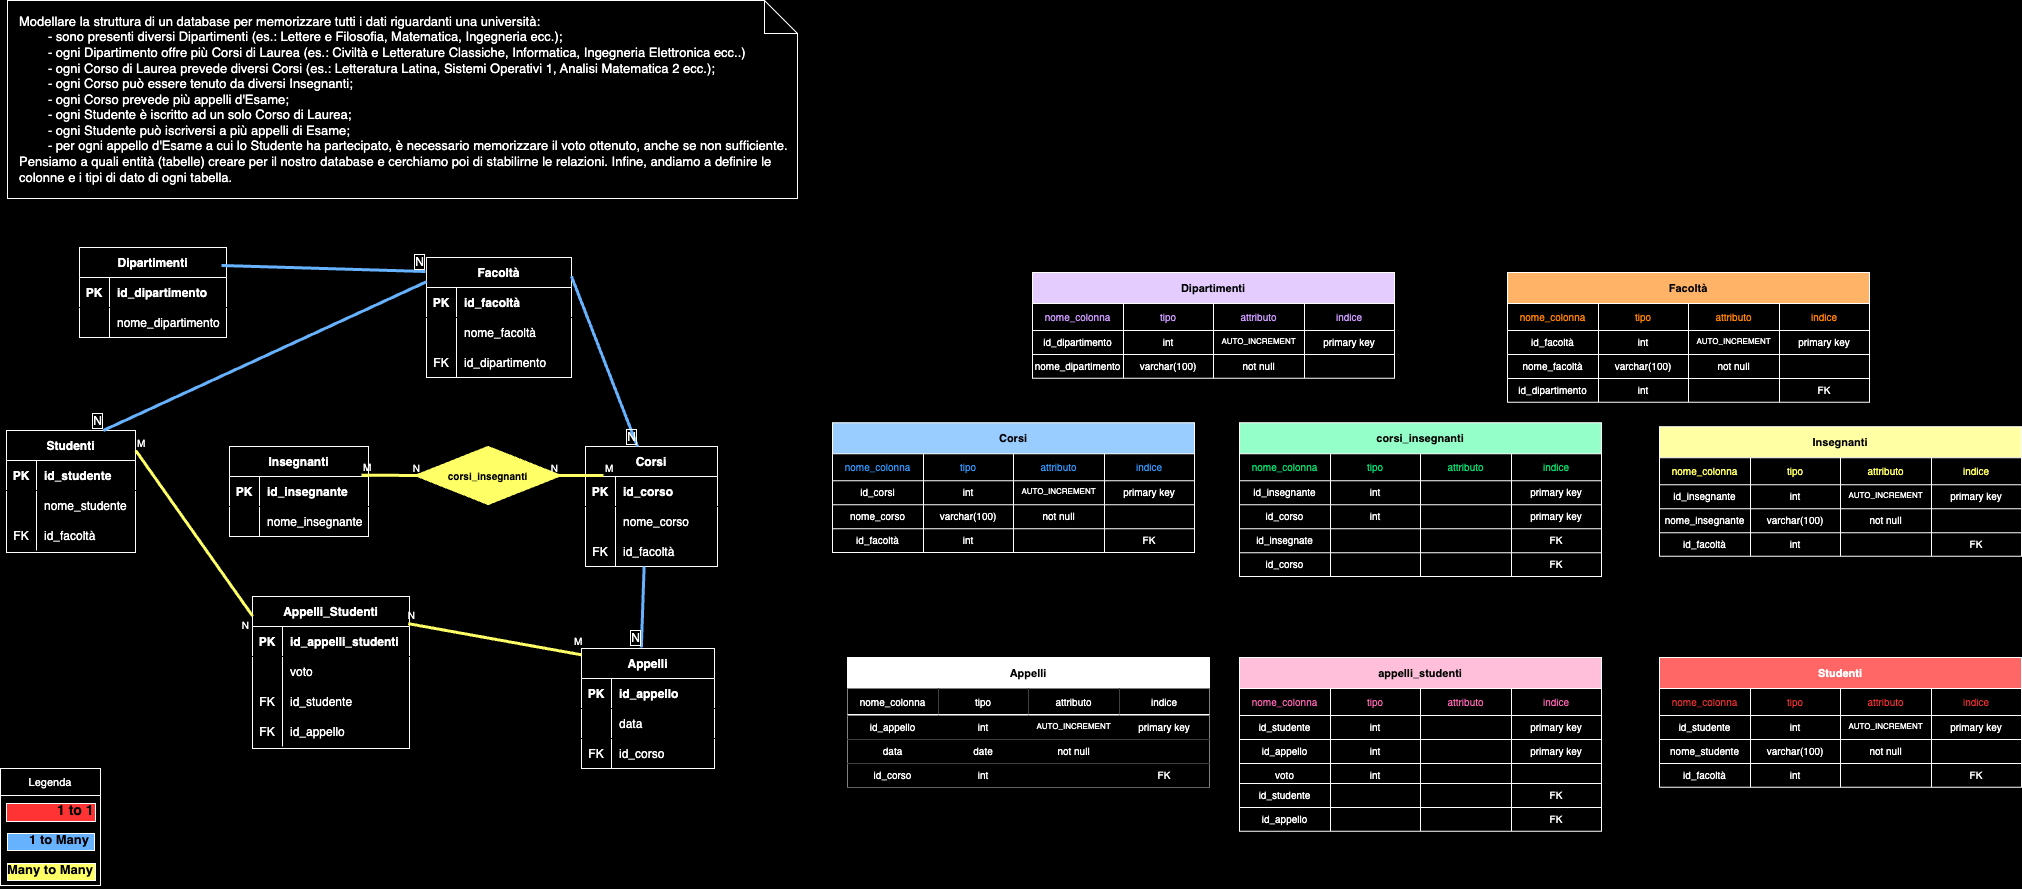 Modellare la struttura di un database per memorizzare tutti i dati riguardanti una università:
- sono presenti diversi Dipartimenti (es.: Lettere e Filosofia, Matematica, Ingegneria ecc.);
- ogni Dipartimento offre più Corsi di Laurea (es.: Civiltà e Letterature Classiche, Informatica, Ingegneria Elettronica ecc..)
- ogni Corso di Laurea prevede diversi Corsi (es.: Letteratura Latina, Sistemi Operativi 1, Analisi Matematica 2 ecc.);
- ogni Corso può essere tenuto da diversi Insegnanti;
- ogni Corso prevede più appelli d'Esame;
- ogni Studente è iscritto ad un solo Corso di Laurea;
- ogni Studente può iscriversi a più appelli di Esame;
- per ogni appello d'Esame a cui lo Studente ha partecipato, è necessario memorizzare il voto ottenuto, anche se non sufficiente.
Pensiamo a quali entità (tabelle) creare per il nostro database e cerchiamo poi di stabilirne le relazioni. Infine, andiamo a definire le
colonne e i tipi di dato di ogni tabella.
Dipartimenti
PK id_dipartimento
nome_dipartimento
N
Facoltà
PK id_facoltà
nome_facoltà
FK id_dipartimento
N
Studenti
PK id_studente
nome_studente
FK id_facoltà
M
Insegnanti
PK id_insegnante
nome_insegnante
M N corsi_insegnanti N M
N
Corsi
PK id_corso
nome_corso
FK id_facoltà
N
Appelli_Studenti
PK id_appelli_studenti
voto
FK id_studente
FK id_appello
N
M
N
Appelli
PK id_appello
data
FK id_corso
Legenda
1 to 1
1 to Many
Many to Many
Dipartimenti
nome_colonna tipo attributo indice
id_dipartimento int AUTO_INCREMENT primary key
nome_dipartimento varchar(100) not null
Facoltà
nome_colonna tipo attributo indice
id_facoltà int AUTO_INCREMENT primary key
nome_facoltà varchar(100) not null
id_dipartimento int FK
Corsi
nome_colonna tipo attributo indice
id_corsi int AUTO_INCREMENT primary key
nome_corso varchar(100) not null
id_facoltà int FK
corsi_insegnanti
nome_colonna tipo attributo indice
id_insegnante int primary key
id_corso int primary key
id_insegnate FK
id_corso FK
Insegnanti
nome_colonna tipo attributo indice
id_insegnante int AUTO_INCREMENT primary key
nome_insegnante varchar(100) not null
id_facoltà int FK
Appelli
nome_colonna tipo attributo indice
id_appello int AUTO_INCREMENT primary key
data date not null
id_corso int FK
appelli_studenti
nome_colonna tipo attributo indice
id_studente int primary key
id_appello int primary key
voto int
id_studente FK
id_appello FK
Studenti
nome_colonna tipo attributo indice
id_studente int AUTO_INCREMENT primary key
nome_studente varchar(100) not null
id_facoltà int FK